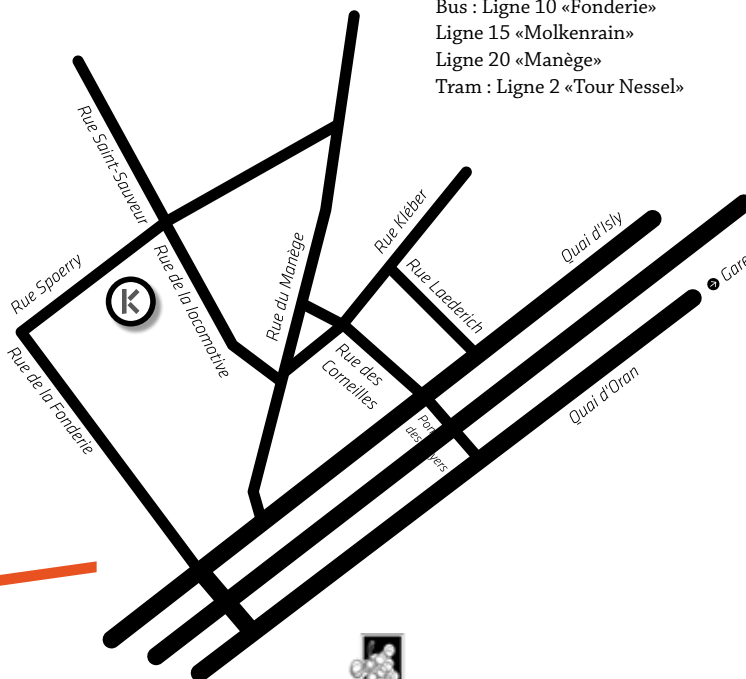 Bus : Ligne 10 «Fonderie»
Ligne 15 «Molkenrain»
Ligne 20 «Manège»
Tram : Ligne 2 «Tour Nessel»
Rue Saint-Sauveur
Rue Spoerry
Rue de la locomotive
Rue du Manège
Rue Kléber
Rue Laederich
Quai d'Isly
Gare
Rue de la Fonderie
Rue des
Corneilles
Quai d'Oran
des
K